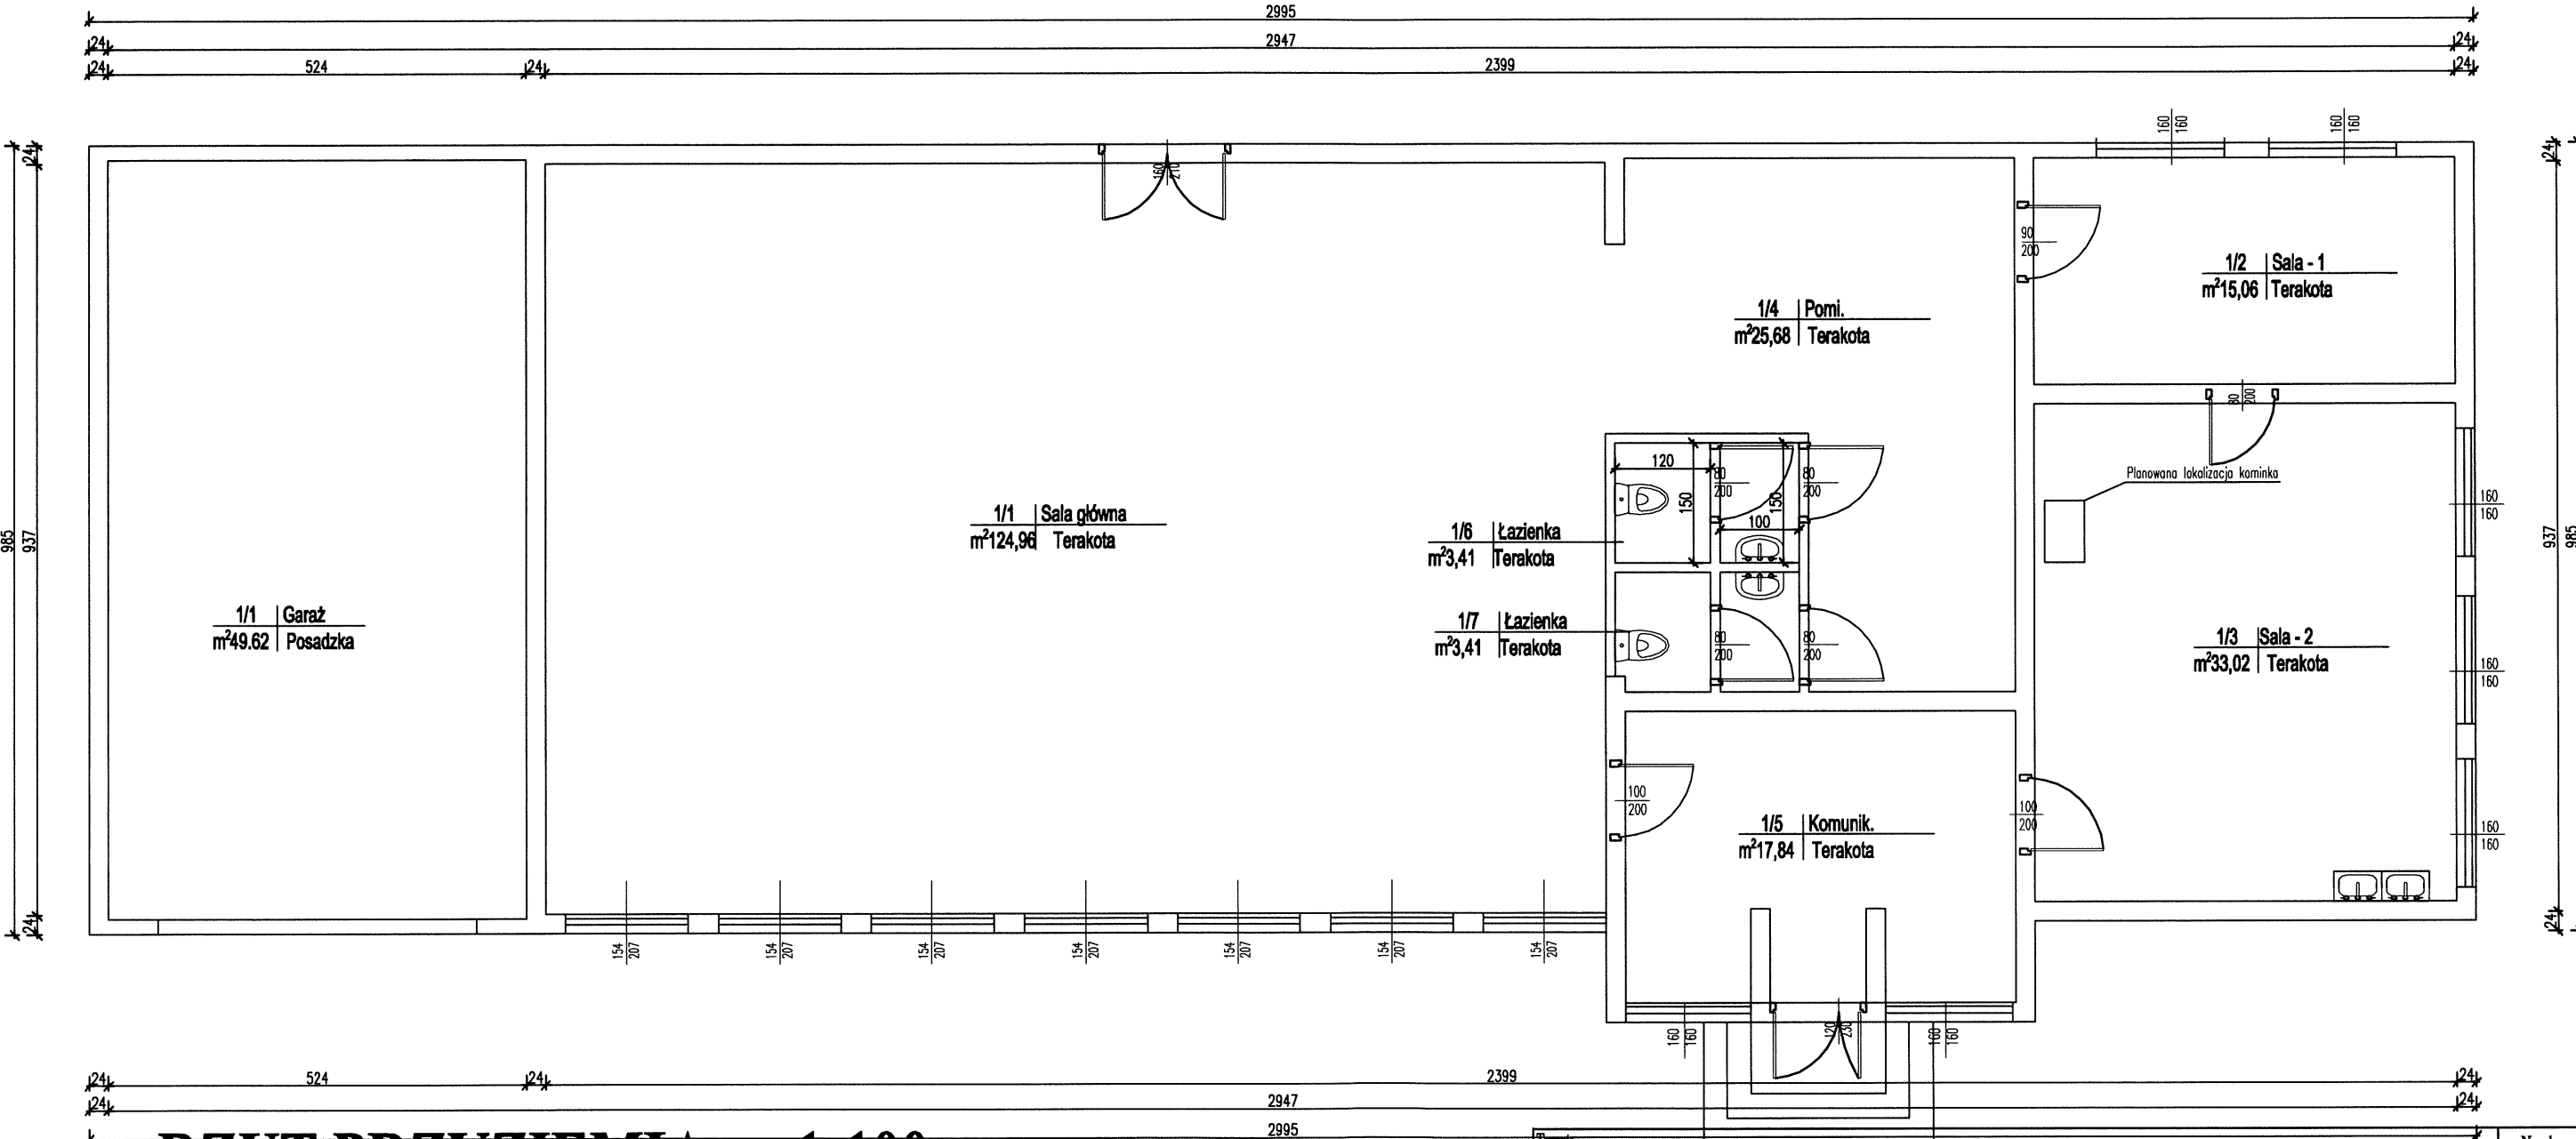 2995
24 2947 24
24 524 24 2399 24
160 160
160 160
24
24
985
937
160 210
90 200
1/2 Sala - 1
m²15,06 Terakota
1/4 Pomi.
m²25,68 Terakota
80 200
Planowana lokalizacja kominka
120
150
80 200
150
80 200
100
1/1 Sala główna
m²124,96 Terakota
1/6 Łazienka
m²3,41 Terakota
160 160
937
985
1/1 Garaż
m²49.62 Posadzka
1/7 Łazienka
m²3,41 Terakota
80 200
80 200
1/3 Sala - 2
m²33,02 Terakota
160 160
100 200
1/5 Komunik.
m²17,84 Terakota
100 200
160 160
24
24
154 207
154 207
154 207
154 207
154 207
154 207
154 207
160 160
120 230
160 160
24 524 24 2399 24
24 2947 24
2995